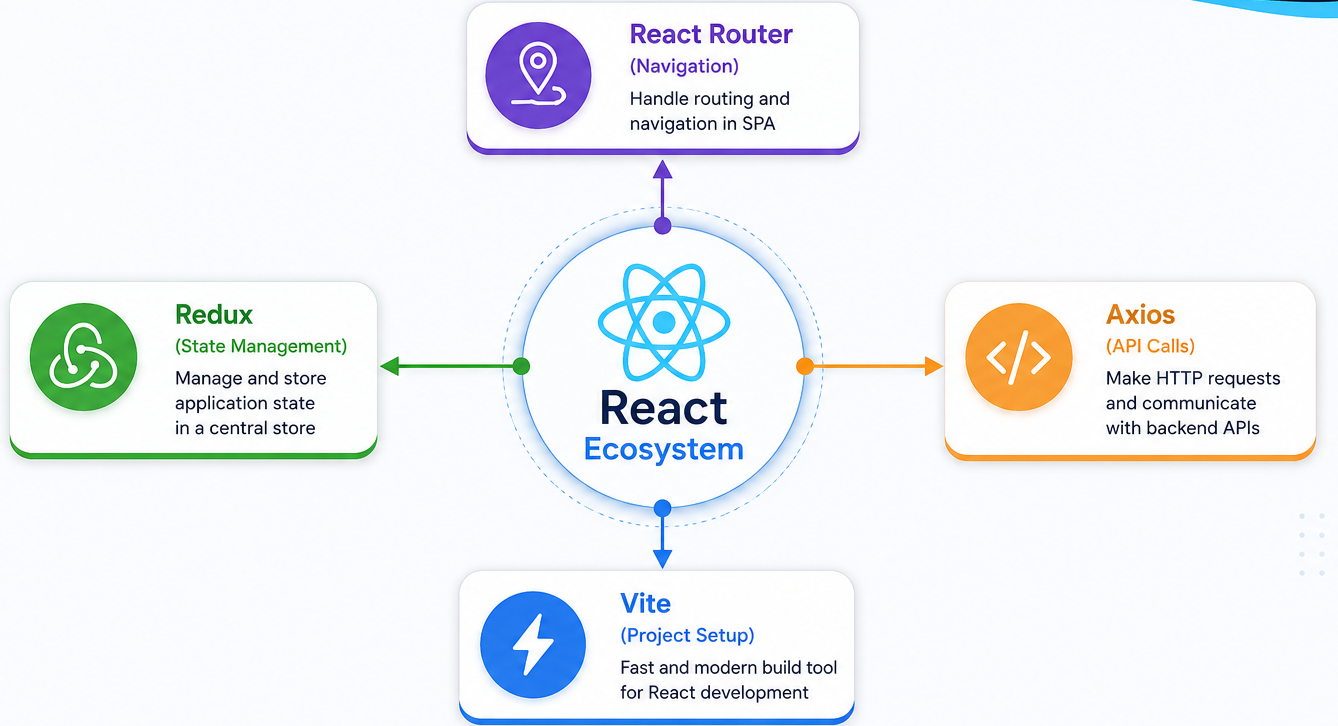 React Router
(Navigation)
Handle routing and
navigation in SPA
Redux
(State Management)
Manage and store
application state
in a central store
React
Ecosystem
Axios
(API Calls)
Make HTTP requests
and communicate
with backend APIs
Vite
(Project Setup)
Fast and modern build tool
for React development